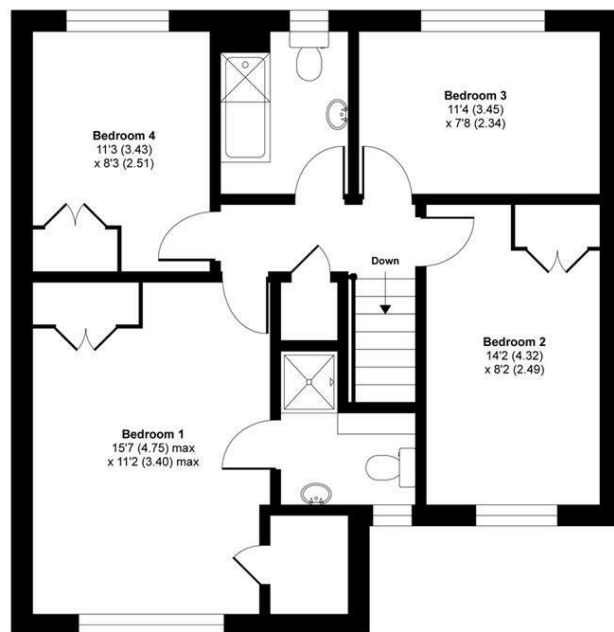 Bedroom 4
11'3 (3.43)
x 8'3 (2.51)
Bedroom 3
11'4 (3.45)
x 7'8 (2.34)
Down
Bedroom 2
14'2 (4.32)
x 8'2 (2.49)
Bedroom 1
15'7 (4.75) max
x 11'2 (3.40) max